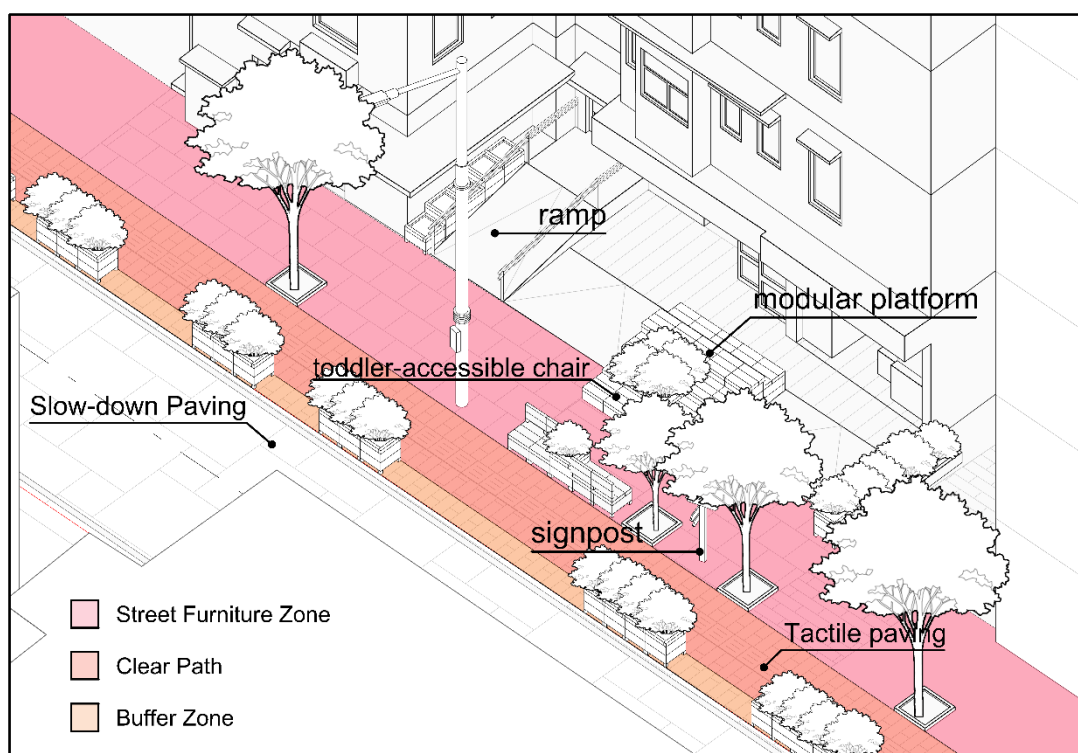 ramp
modular platform
toddler-accessible chair
Slow-down Paving
signpost
Tactile paving
Street Furniture Zone
Clear Path
Buffer Zone